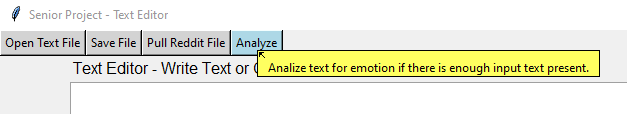 Senior Project - Text Editor
Open Text File Save File Pull Reddit File Analyze
Analize text for emotion if there is enough input text present.
Text Editor - Write Text or